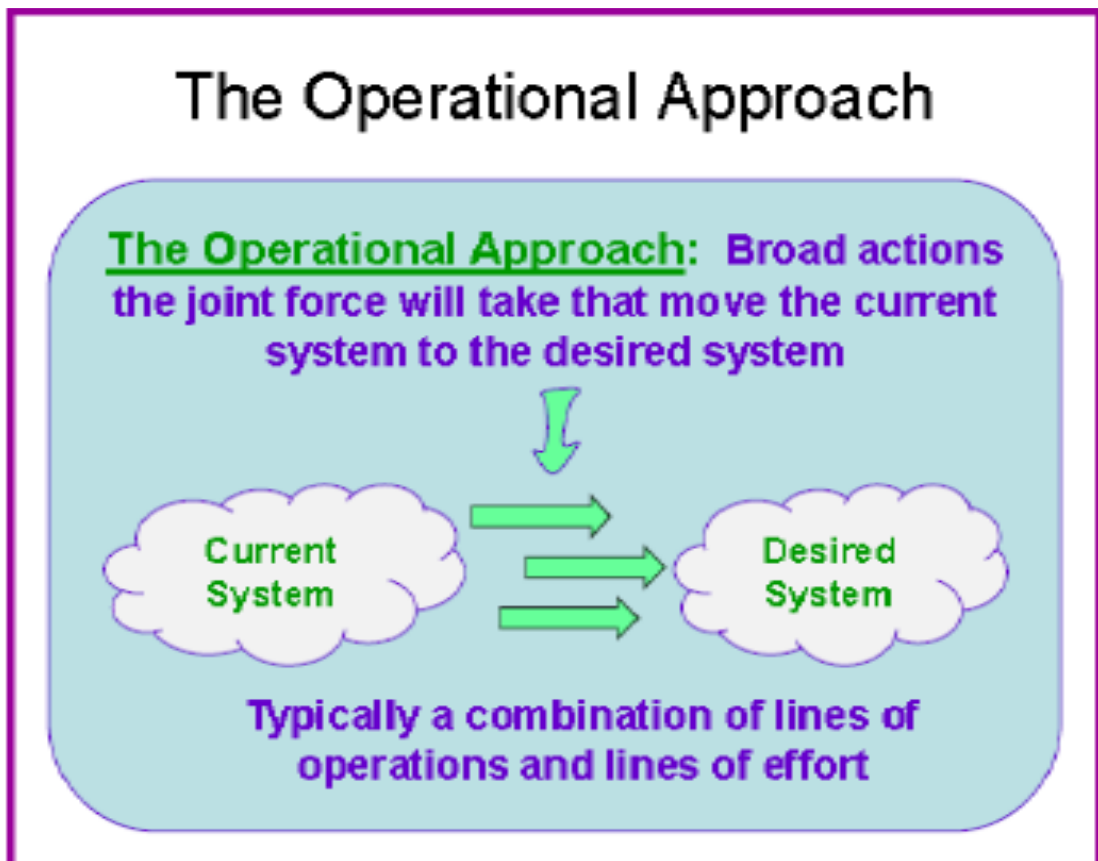 The Operational Approach
The Operational Approach: Broad actions
the joint force will take that move the current
system to the desired system
Current
System
Desired
System
Typically a combination of lines of
operations and lines of effort